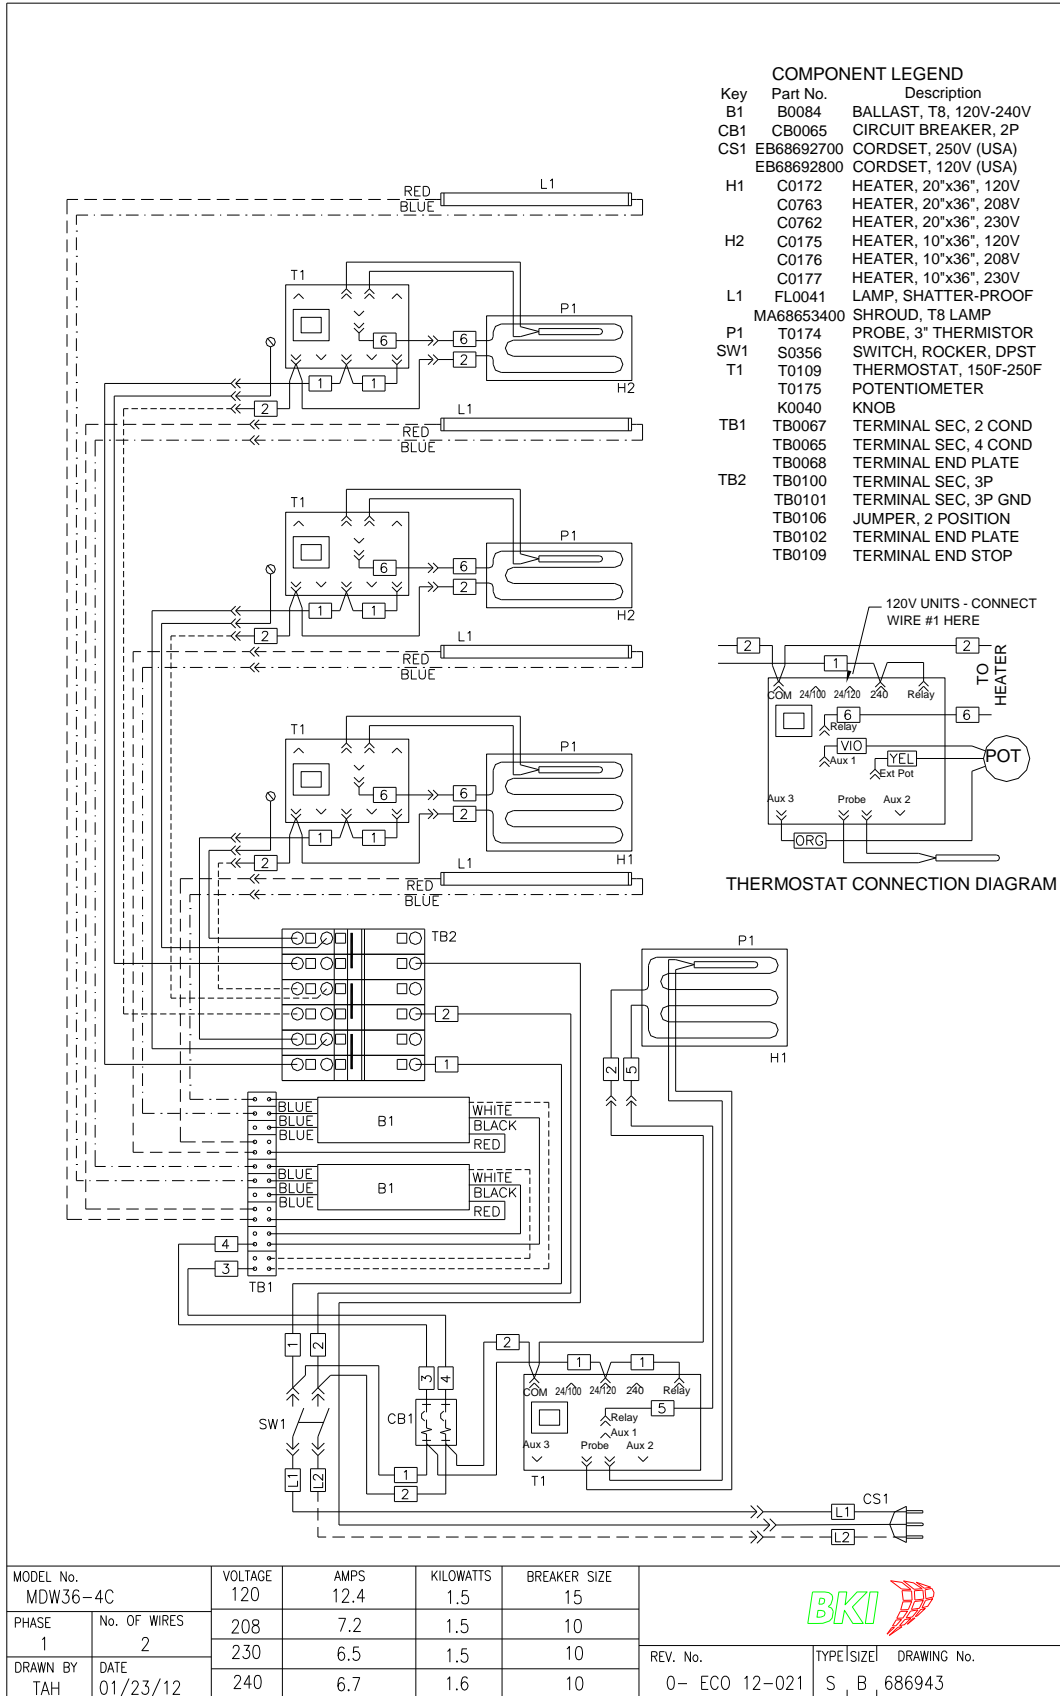 COMPONENT LEGEND
Key Part No. Description
B1 B0084 BALLAST, T8, 120V-240V
CB1 CB0065 CIRCUIT BREAKER, 2P
CS1 EB68692700 CORDSET, 250V (USA)
EB68692800 CORDSET, 120V (USA)
H1 C0172 HEATER, 20"x36", 120V
C0763 HEATER, 20"x36", 208V
C0762 HEATER, 20"x36", 230V
H2 C0175 HEATER, 10"x36", 120V
C0176 HEATER, 10"x36", 208V
C0177 HEATER, 10"x36", 230V
L1 FL0041 LAMP, SHATTER-PROOF
MA68653400 SHROUD, T8 LAMP
P1 T0174 PROBE, 3" THERMISTOR
SW1 S0356 SWITCH, ROCKER, DPST
T1 T0109 THERMOSTAT, 150F-250F
T0175 POTENTIOMETER
K0040 KNOB
TB1 TB0067 TERMINAL SEC, 2 COND
TB0065 TERMINAL SEC, 4 COND
TB0068 TERMINAL END PLATE
TB2 TB0100 TERMINAL SEC, 3P
TB0101 TERMINAL SEC, 3P GND
TB0106 JUMPER, 2 POSITION
TB0102 TERMINAL END PLATE
TB0109 TERMINAL END STOP
RED L1
BLUE
T1
P1
6 6
2
H2
1 1
2
L1
RED
BLUE
T1
P1
6 6
2
H2
1 1
2
L1
RED
BLUE
T1
P1
6 6
2
H1
1 1
2
L1
RED
BLUE
120V UNITS - CONNECT
WIRE #1 HERE
2 2
1
TO HEATER
COM 24/100 24/120 240 Relay
6 6
Relay
VIO
Aux 1 YEL POT
Ext Pot
Aux 3 Probe Aux 2
ORG
THERMOSTAT CONNECTION DIAGRAM
TB2
2
1
P1
H1
2 5
BLUE WHITE
BLUE B1 BLACK
BLUE RED
BLUE WHITE
BLUE B1 BLACK
BLUE RED
4
3
TB1
1 2
2
1 1
3 4
COM 24/100 24/120 240 Relay
5
SW1 CB1
Relay
Aux 1
Aux 3 Probe Aux 2
T1
L1 L2
1
2
CS1
L1
L2
MODEL No.
MDW36-4C
PHASE No. OF WIRES
1 2
DRAWN BY DATE
TAH 01/23/12
VOLTAGE AMPS KILOWATTS BREAKER SIZE
120 12.4 1.5 15
208 7.2 1.5 10
230 6.5 1.5 10
240 6.7 1.6 10
BKI
REV. No. TYPE SIZE DRAWING No.
0- ECO 12-021 S B 686943